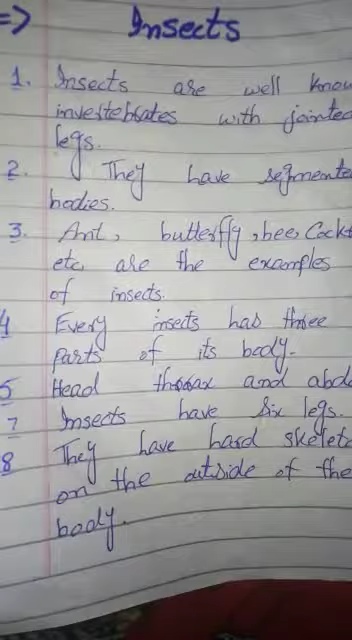 => Insects
1. Insects are well know
invertebrates with jointed
legs.
2. They have segmente
bodies.
3. Ant, butterfly, bee, Cock
etc are the examples
of insects.
4 Every insects has three
parts of its body.
5 Head thorax and abd
7 Insects have six legs.
8 They have hard skelet
on the outside of the
body.